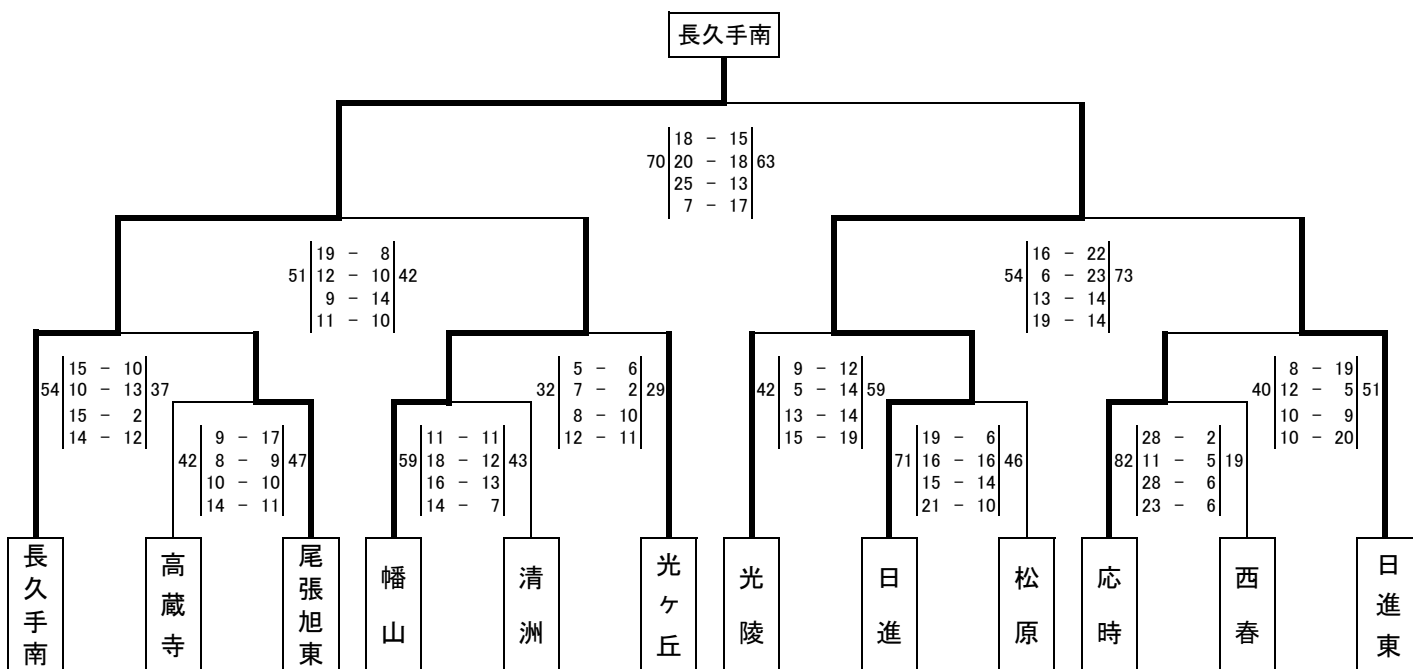 長久手南
18 - 15
70 20 - 18 63
25 - 13
7 - 17
19 - 8
51 12 - 10 42
9 - 14
11 - 10
16 - 22
54 6 - 23 73
13 - 14
19 - 14
15 - 10
54 10 - 13 37
15 - 2
14 - 12
5 - 6
32 7 - 2 29
8 - 10
12 - 11
9 - 12
42 5 - 14 59
13 - 14
15 - 19
8 - 19
40 12 - 5 51
10 - 9
10 - 20
9 - 17
42 8 - 9 47
10 - 10
14 - 11
11 - 11
59 18 - 12 43
16 - 13
14 - 7
19 - 6
71 16 - 16 46
15 - 14
21 - 10
28 - 2
82 11 - 5 19
28 - 6
23 - 6
長久手南
高蔵寺
尾張旭東
幡山
清洲
光ヶ丘
光陵
日進
松原
応時
西春
日進東